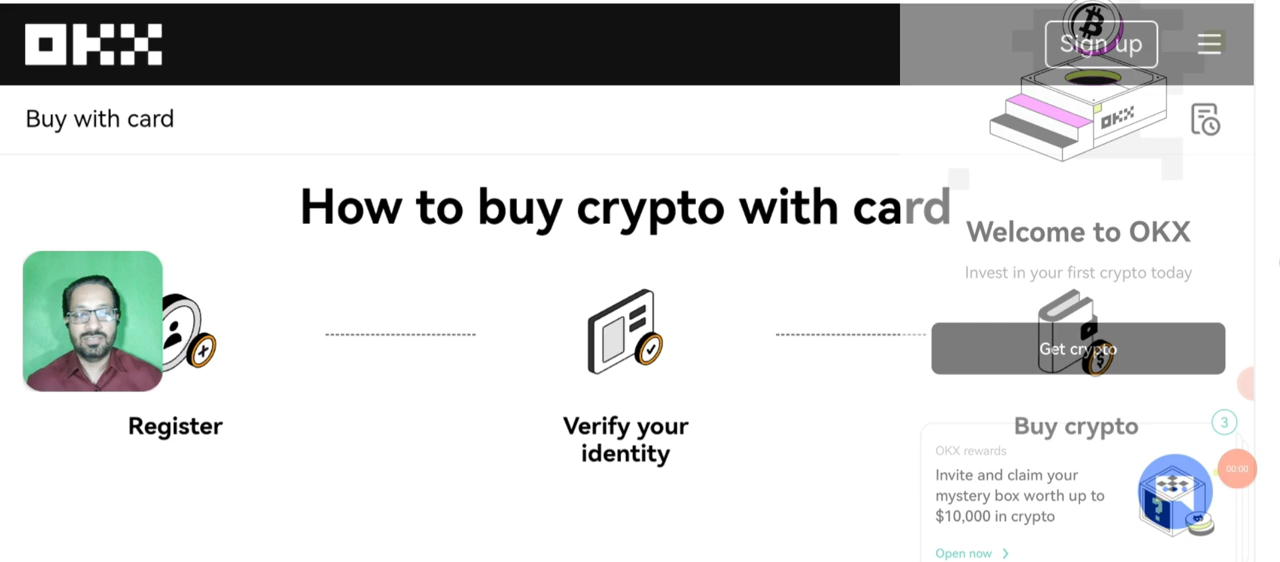 OKX
Sign up
Buy with card
OKX
How to buy crypto with card
Welcome to OKX
Invest in your first crypto today
Get crypto
Register
Verify your
identity
Buy crypto
3
OKX rewards
Invite and claim your
mystery box worth up to
$10,000 in crypto
00:00
Open now